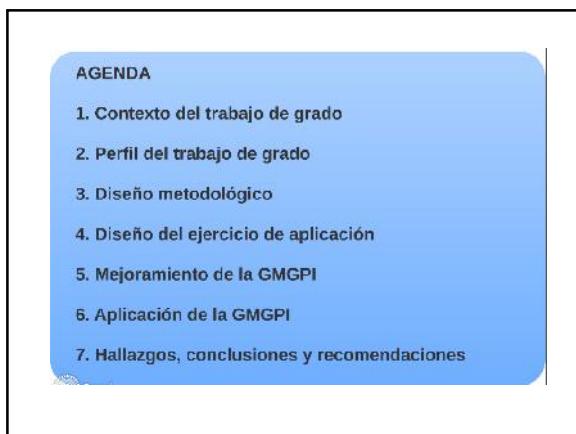 AGENDA
1. Contexto del trabajo de grado
2. Perfil del trabajo de grado
3. Diseño metodológico
4. Diseño del ejercicio de aplicación
5. Mejoramiento de la GMGPI
6. Aplicación de la GMGPI
7. Hallazgos, conclusiones y recomendaciones